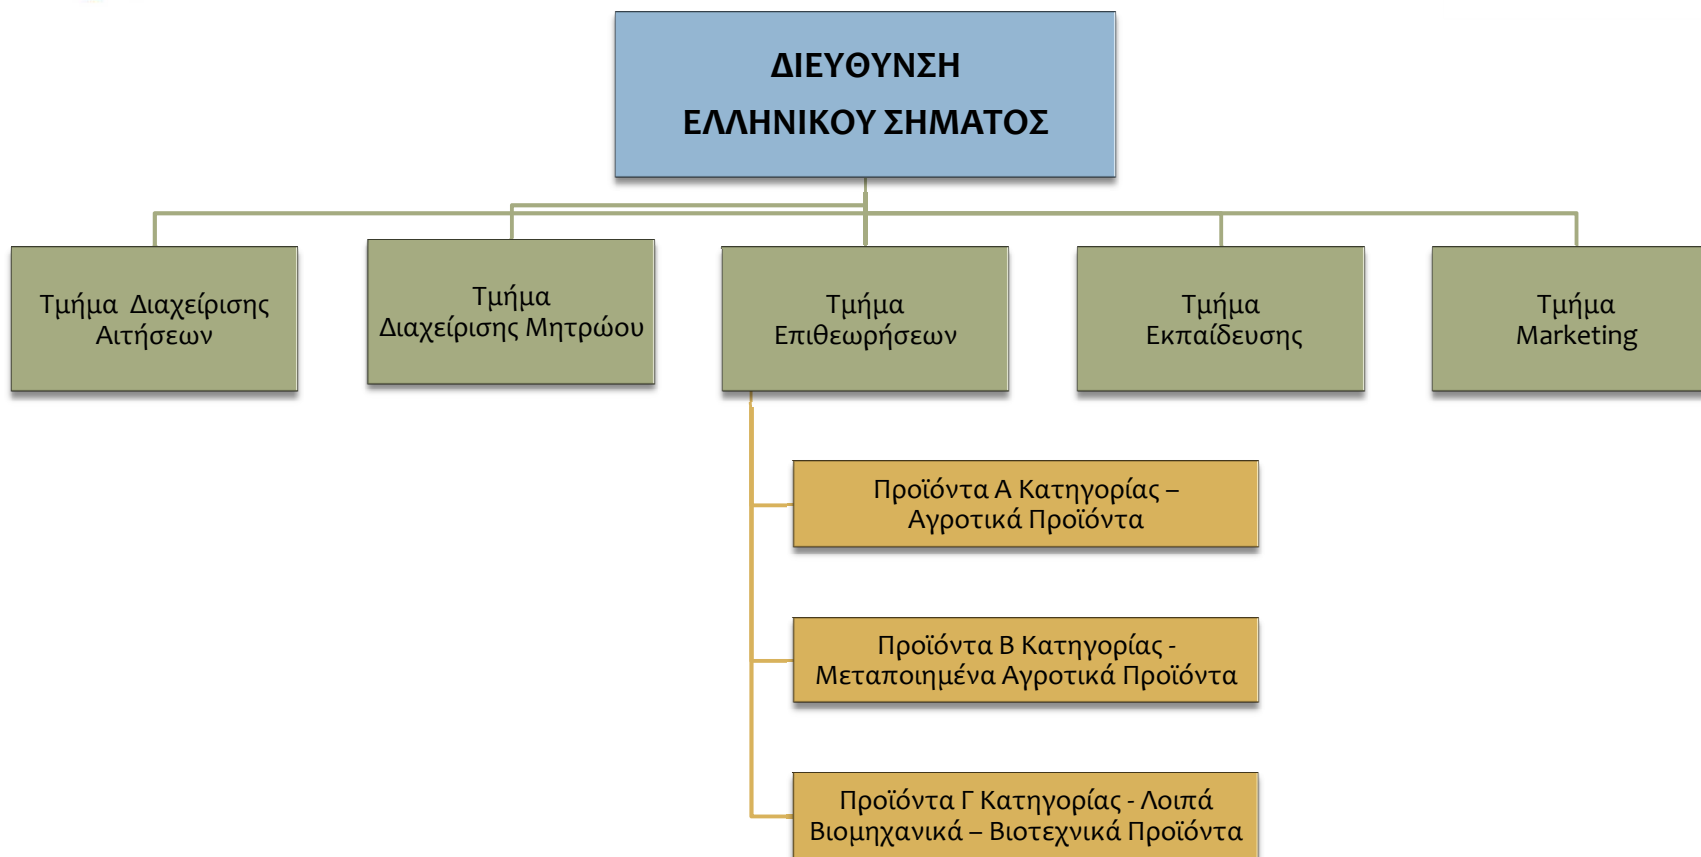 ΔΙΕΥΘΥΝΣΗ
ΕΛΛΗΝΙΚΟΥ ΣΗΜΑΤΟΣ
Τμήμα Διαχείρισης
Αιτήσεων
Τμήμα
Διαχείρισης Μητρώου
Τμήμα
Επιθεωρήσεων
Τμήμα
Εκπαίδευσης
Τμήμα
Marketing
Προϊόντα Α Κατηγορίας –
Αγροτικά Προϊόντα
Προϊόντα Β Κατηγορίας -
Μεταποιημένα Αγροτικά Προϊόντα
Προϊόντα Γ Κατηγορίας - Λοιπά
Βιομηχανικά – Βιοτεχνικά Προϊόντα